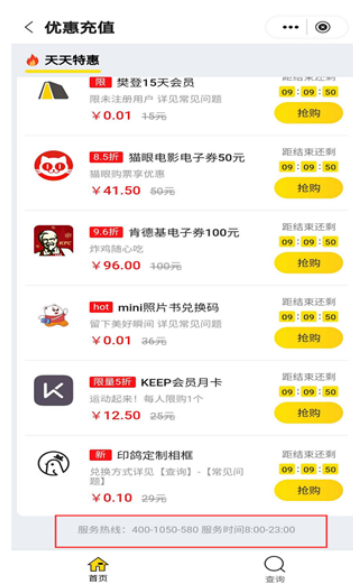 优惠充值
天天特惠
限 樊登15天会员
距结束还剩
限未注册用户 详见常见问题
09 : 09 : 50
￥0.01 15元
抢购
8.5折 猫眼电影电子券50元
距结束还剩
猫眼购票享优惠
09 : 09 : 50
￥41.50 50元
抢购
9.6折 肯德基电子券100元
距结束还剩
炸鸡随心吃
09 : 09 : 50
￥96.00 100元
抢购
KFC
hot mini照片书兑换码
距结束还剩
留下美好瞬间 详见常见问题
09 : 09 : 50
￥0.01 36元
抢购
限量5折 KEEP会员月卡
距结束还剩
运动起来！每人限购1个
09 : 09 : 50
￥12.50 25元
抢购
新 印鸽定制相框
距结束还剩
兑换方式详见【查询】-【常见问
题】
09 : 09 : 50
￥0.10 29元
抢购
服务热线：400-1050-580 服务时间8:00-23:00
首页
查询